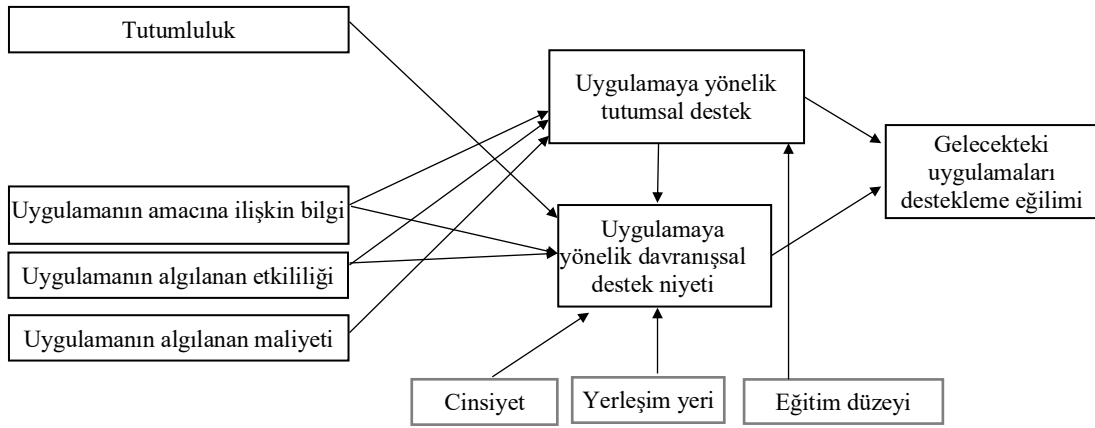 Tutumluluk
Uygulamaya yönelik
tutumsal destek
Gelecekteki
uygulamaları
destekleme eğilimi
Uygulamanın amacına ilişkin bilgi
Uygulamaya
yönelik davranışsal
destek niyeti
Uygulamanın algılanan etkililiği
Uygulamanın algılanan maliyeti
Cinsiyet
Yerleşim yeri
Eğitim düzeyi